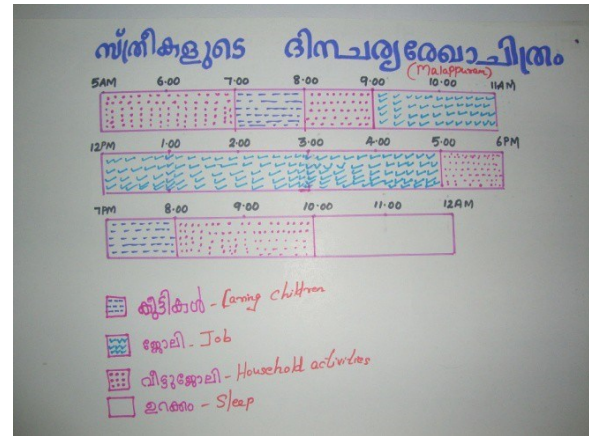 സ്ത്രീകളുടെ ദിനചര്യരേഖാചിത്രം
(Malappuram)
5AM 6.00 7.00 8.00 9.00 10.00 11AM
12PM 1.00 2.00 3.00 4.00 5.00 6PM
7PM 8.00 9.00 10.00 11.00 12AM
കുട്ടികൾ - Caring children
ജോലി - Job
വീട്ടുജോലി - Household activities
ഉറക്കം - Sleep